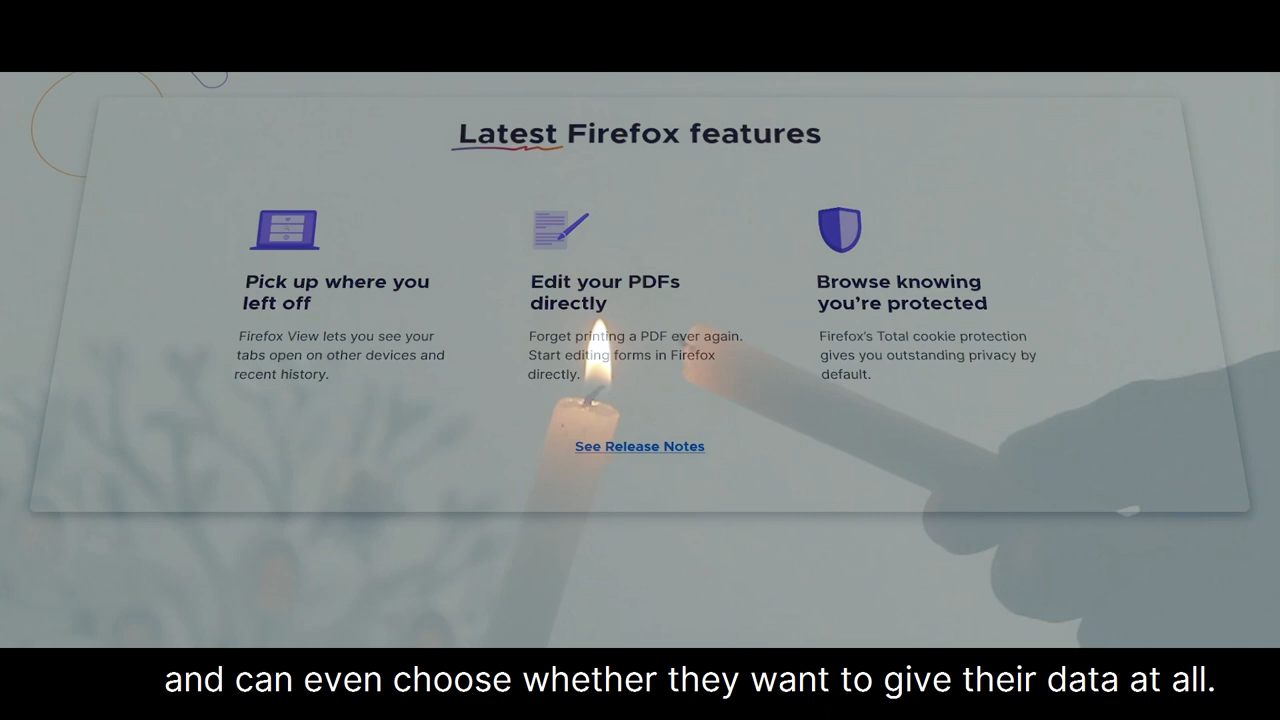 Latest Firefox features
Pick up where you
left off
Firefox View lets you see your
tabs open on other devices and
recent history.
Edit your PDFs
directly
Forget printing a PDF ever again.
Start editing forms in Firefox
directly.
Browse knowing
you’re protected
Firefox’s Total cookie protection
gives you outstanding privacy by
default.
See Release Notes
and can even choose whether they want to give their data at all.